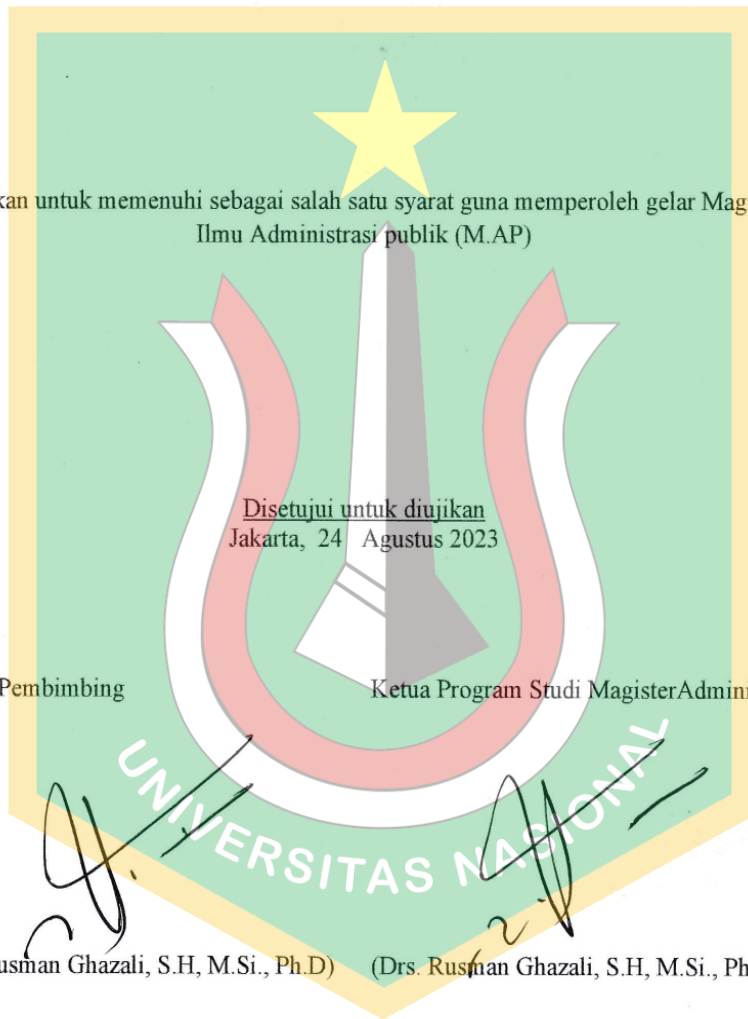 kan untuk memenuhi sebagai salah satu syarat guna memperoleh gelar Mag
Ilmu Administrasi publik (M.AP)
Disetujui untuk diujikan
Jakarta, 24 Agustus 2023
Pembimbing Ketua Program Studi MagisterAdmini
UNIVERSITAS NASIONAL
usman Ghazali, S.H, M.Si., Ph.D) (Drs. Rusman Ghazali, S.H, M.Si., Ph